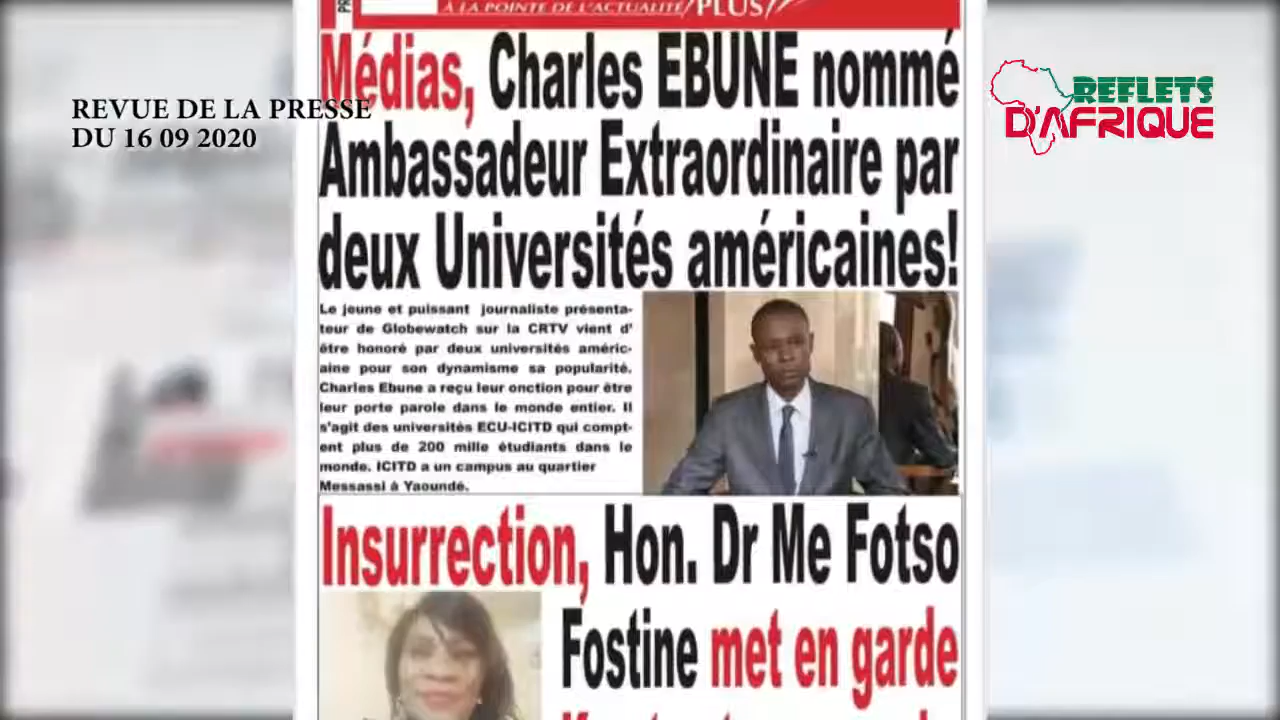 À LA POINTE DE L'ACTUALITÉ PLUS
Médias, Charles EBUNE nommé
Ambassadeur Extraordinaire par
deux Universités américaines!
REVUE DE LA PRESSE
DU 16 09 2020
REFLETS
D'AFRIQUE
Le jeune et puissant journaliste présenta-
teur de Globewatch sur la CRTV vient d'
être honoré par deux universités améric-
aine pour son dynamisme sa popularité.
Charles Ebune a reçu leur onction pour être
leur porte parole dans le monde entier. Il
s'agit des universités ECU-ICITD qui compt-
ent plus de 200 mille étudiants dans le
monde. ICITD a un campus au quartier
Messassi à Yaoundé.
Insurrection, Hon. Dr Me Fotso
Fostine met en garde